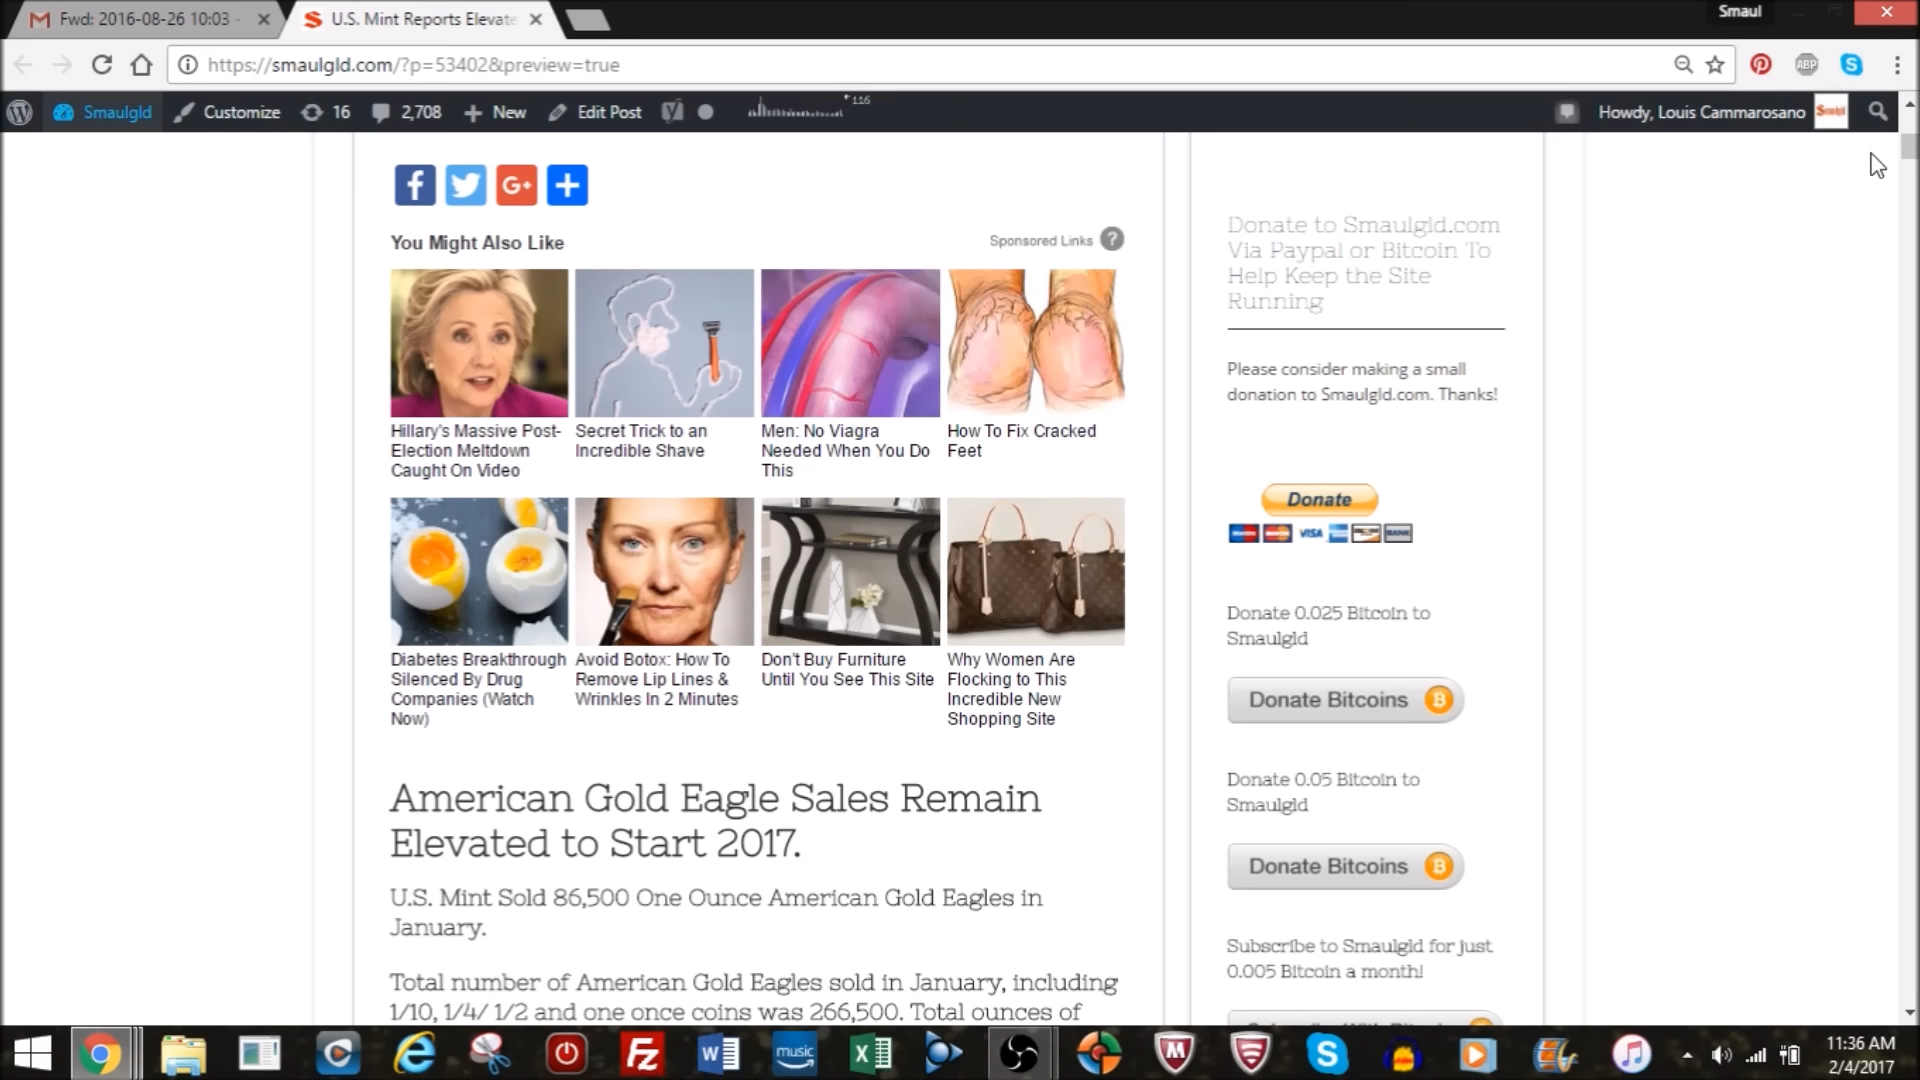 Fwd: 2016-08-26 10:03 -
U.S. Mint Reports Elevate
Smaul
https://smaulgld.com/?p=53402&preview=true
ABP
Smaulgld
Customize
16
2,708
New
Edit Post
+116
Howdy, Louis Cammarosano
You Might Also Like
Sponsored Links
Hillary's Massive Post-
Election Meltdown
Caught On Video
Secret Trick to an
Incredible Shave
Men: No Viagra
Needed When You Do
This
How To Fix Cracked
Feet
Diabetes Breakthrough
Silenced By Drug
Companies (Watch
Now)
Avoid Botox: How To
Remove Lip Lines &
Wrinkles In 2 Minutes
Don't Buy Furniture
Until You See This Site
Why Women Are
Flocking to This
Incredible New
Shopping Site
American Gold Eagle Sales Remain
Elevated to Start 2017.
U.S. Mint Sold 86,500 One Ounce American Gold Eagles in
January.
Total number of American Gold Eagles sold in January, including
1/10, 1/4/ 1/2 and one once coins was 266,500. Total ounces of
Donate to Smaulgld.com
Via Paypal or Bitcoin To
Help Keep the Site
Running
Please consider making a small
donation to Smaulgld.com. Thanks!
Donate
VISA
BANK
Donate 0.025 Bitcoin to
Smaulgld
Donate Bitcoins
Donate 0.05 Bitcoin to
Smaulgld
Donate Bitcoins
Subscribe to Smaulgld for just
0.005 Bitcoin a month!
music
11:36 AM
2/4/2017